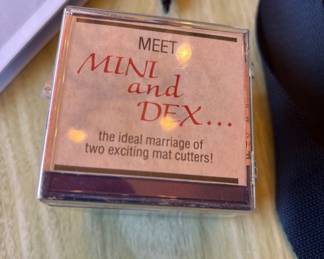 MEET
MINI
and
DEX...
the ideal marriage of
two exciting mat cutters!